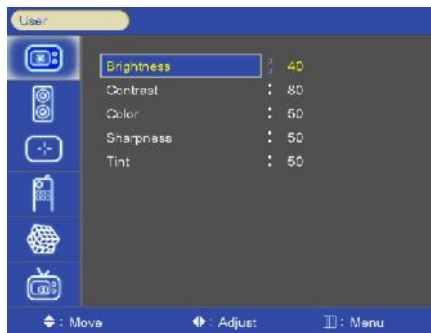 User
Brightness : 40
Contrast : 80
Color : 50
Sharpness : 50
Tint : 50
: Move : Adjust : Menu